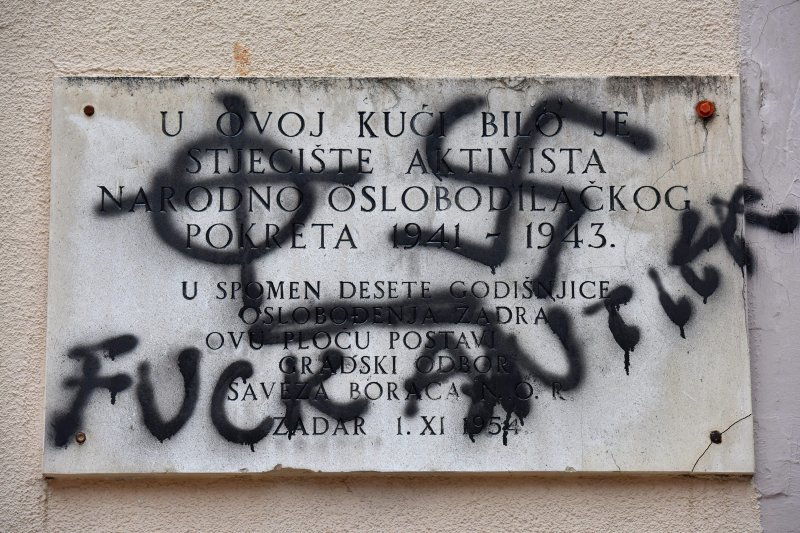 U OVOJ KUĆI BILO JE
STJECIŠTE AKTIVISTA
NARODNO OSLOBODILAČKOG
POKRETA 1941 - 1943.
U SPOMEN DESETE GODIŠNJICE
OSLOBOĐENJA ZADRA
OVU PLOČU POSTAVI
GRADSKI ODBOR
SAVEZA BORACA N. O. R
ZADAR 1. XI 1954
FUCK ANTIFA